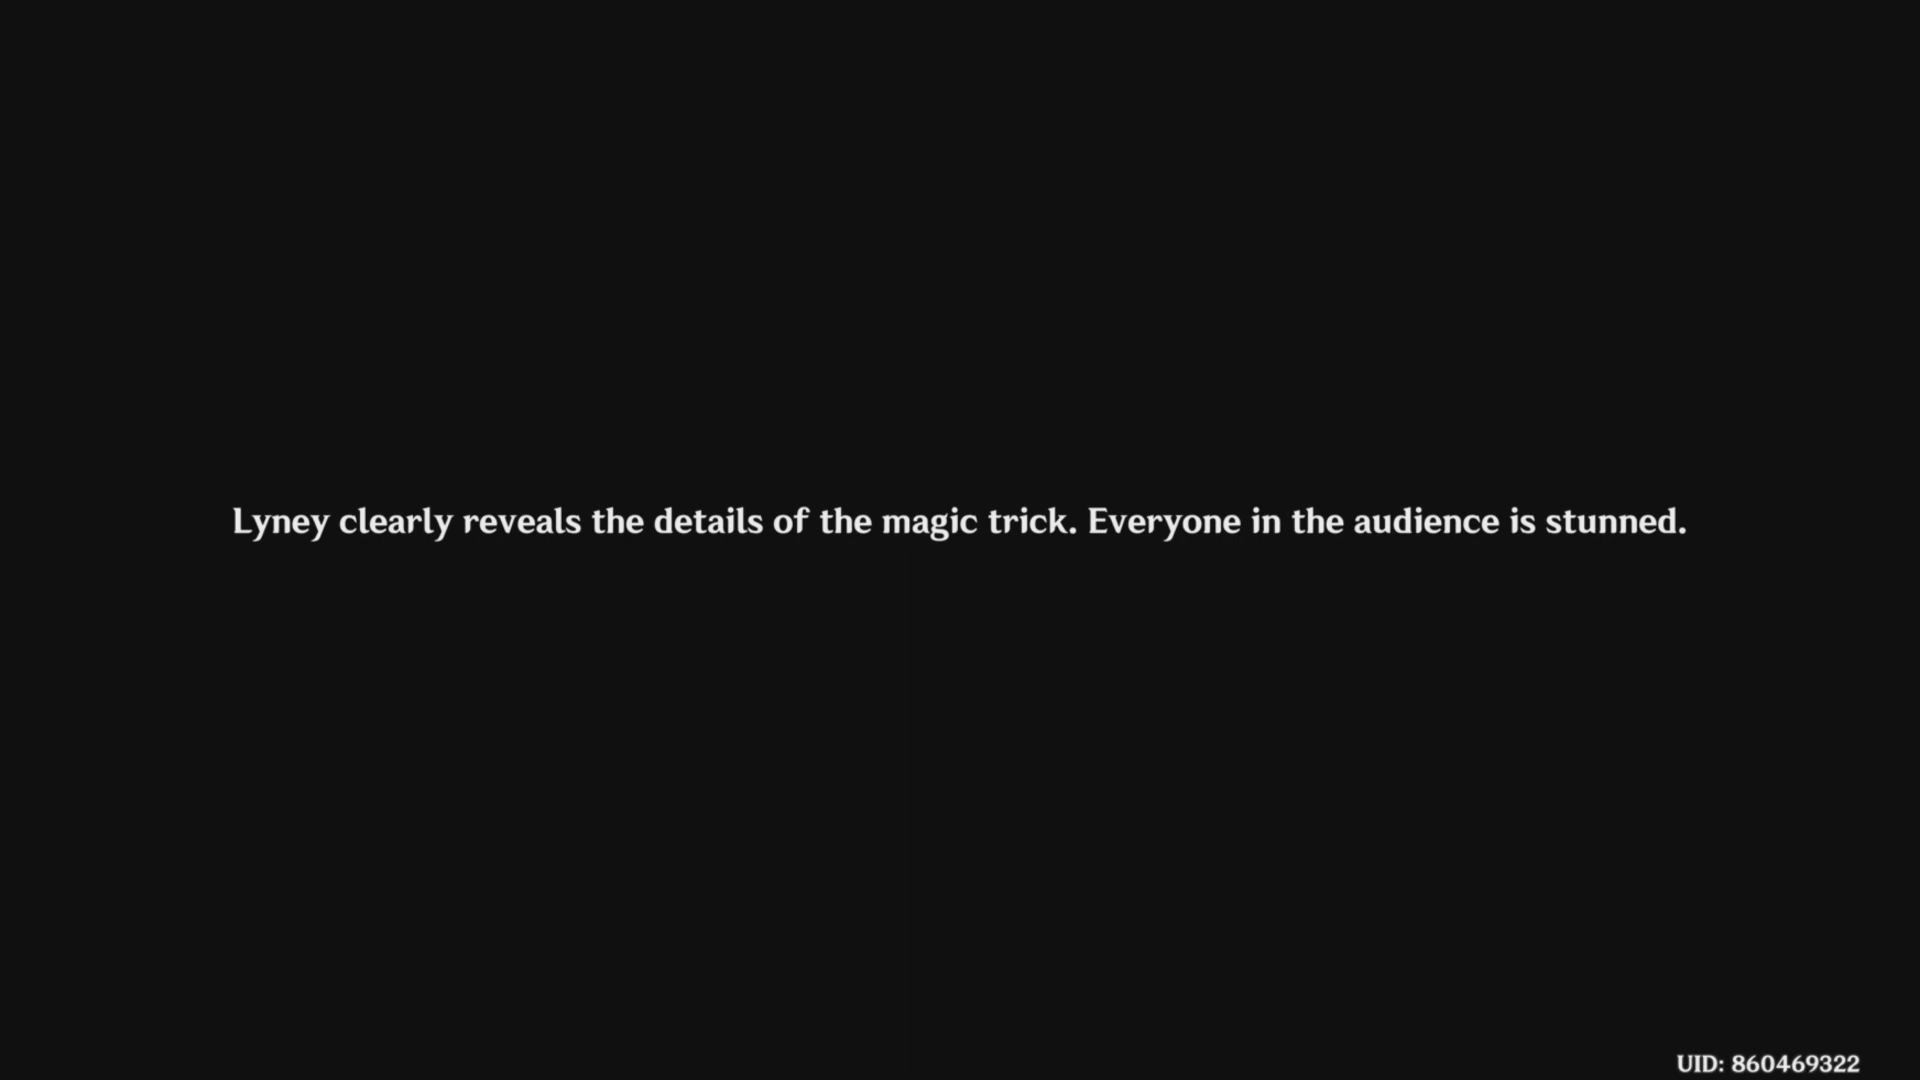 Lyney clearly reveals the details of the magic trick. Everyone in the audience is stunned.
UID: 860469322